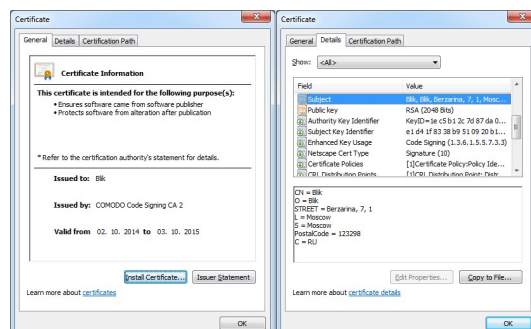 Certificate
General Details Certification Path
Certificate Information
This certificate is intended for the following purpose(s):
• Ensures software came from software publisher
• Protects software from alteration after publication
* Refer to the certification authority's statement for details.
Issued to: Blik
Issued by: COMODO Code Signing CA 2
Valid from 02. 10. 2014 to 03. 10. 2015
Install Certificate... Issuer Statement
Learn more about certificates
OK
Certificate
General Details Certification Path
Show: <All>
Field Value
Subject Blik, Blik, Berzarina, 7, 1, Mosc...
Public key RSA (2048 Bits)
Authority Key Identifier KeyID=1e c5 b1 2c 7d 87 da 0...
Subject Key Identifier e1 d4 1f 83 38 b9 51 09 20 b1...
Enhanced Key Usage Code Signing (1.3.6.1.5.5.7.3.3)
Netscape Cert Type Signature (10)
Certificate Policies [1]Certificate Policy:Policy Ide...
CRL Distribution Points [1]CRL Distribution Point: Distr...
CN = Blik
O = Blik
STREET = Berzarina, 7, 1
L = Moscow
S = Moscow
PostalCode = 123298
C = RU
Edit Properties... Copy to File...
Learn more about certificate details
OK